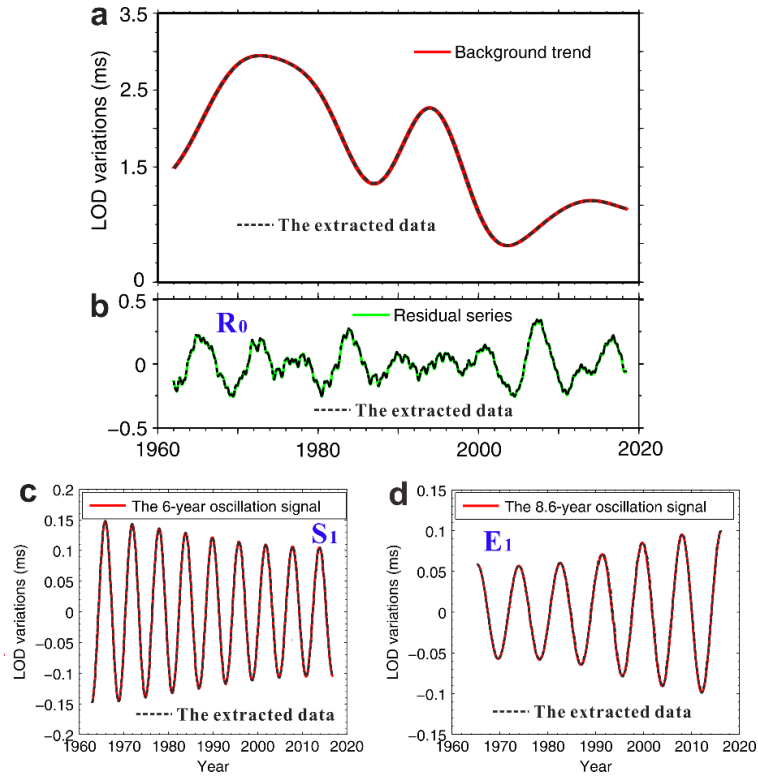 a
3.5
2.5
1.5
0
LOD variations (ms)
Background trend
The extracted data
b
0.5
0
−0.5
R0
Residual series
The extracted data
1960 1980 2000 2020
c
0.2
0.15
0.1
0.05
0
−0.05
−0.1
−0.15
−0.2
LOD variations (ms)
The 6-year oscillation signal
S1
The extracted data
1960 1970 1980 1990 2000 2010 2020
Year
d
0.15
0.1
0.05
0
−0.05
−0.1
−0.15
LOD variations (ms)
The 8.6-year oscillation signal
E1
The extracted data
1960 1970 1980 1990 2000 2010 2020
Year